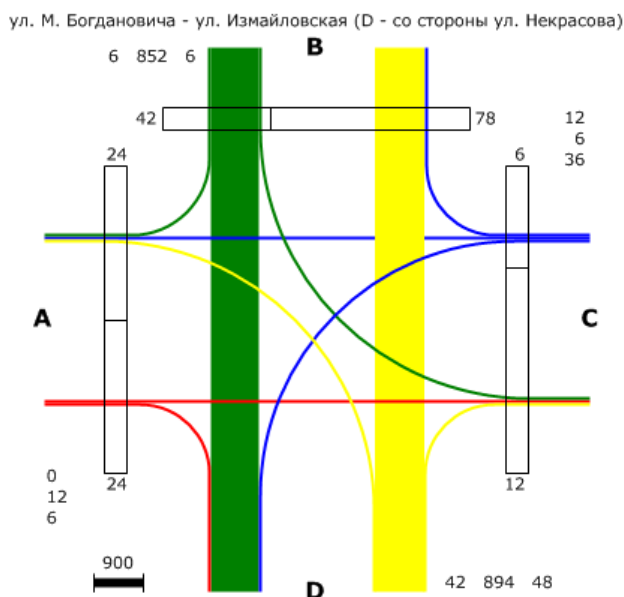 ул. М. Богдановича - ул. Измайловская (D - со стороны ул. Некрасова)
6 852 6
B
42
78
12
6
36
24
6
A
C
0
12
6
24
12
900
D
42 894 48